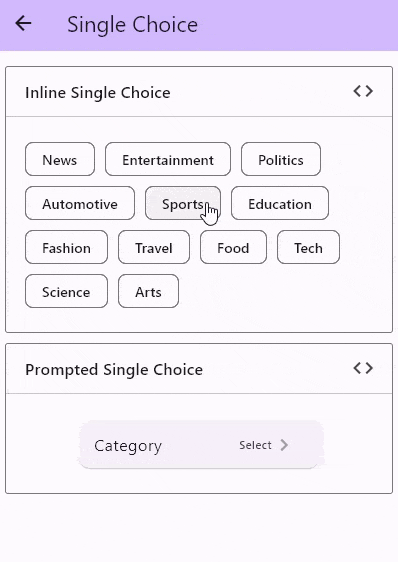 Single Choice
Inline Single Choice
News Entertainment Politics
Automotive Sports Education
Fashion Travel Food Tech
Science Arts
Prompted Single Choice
Category Select